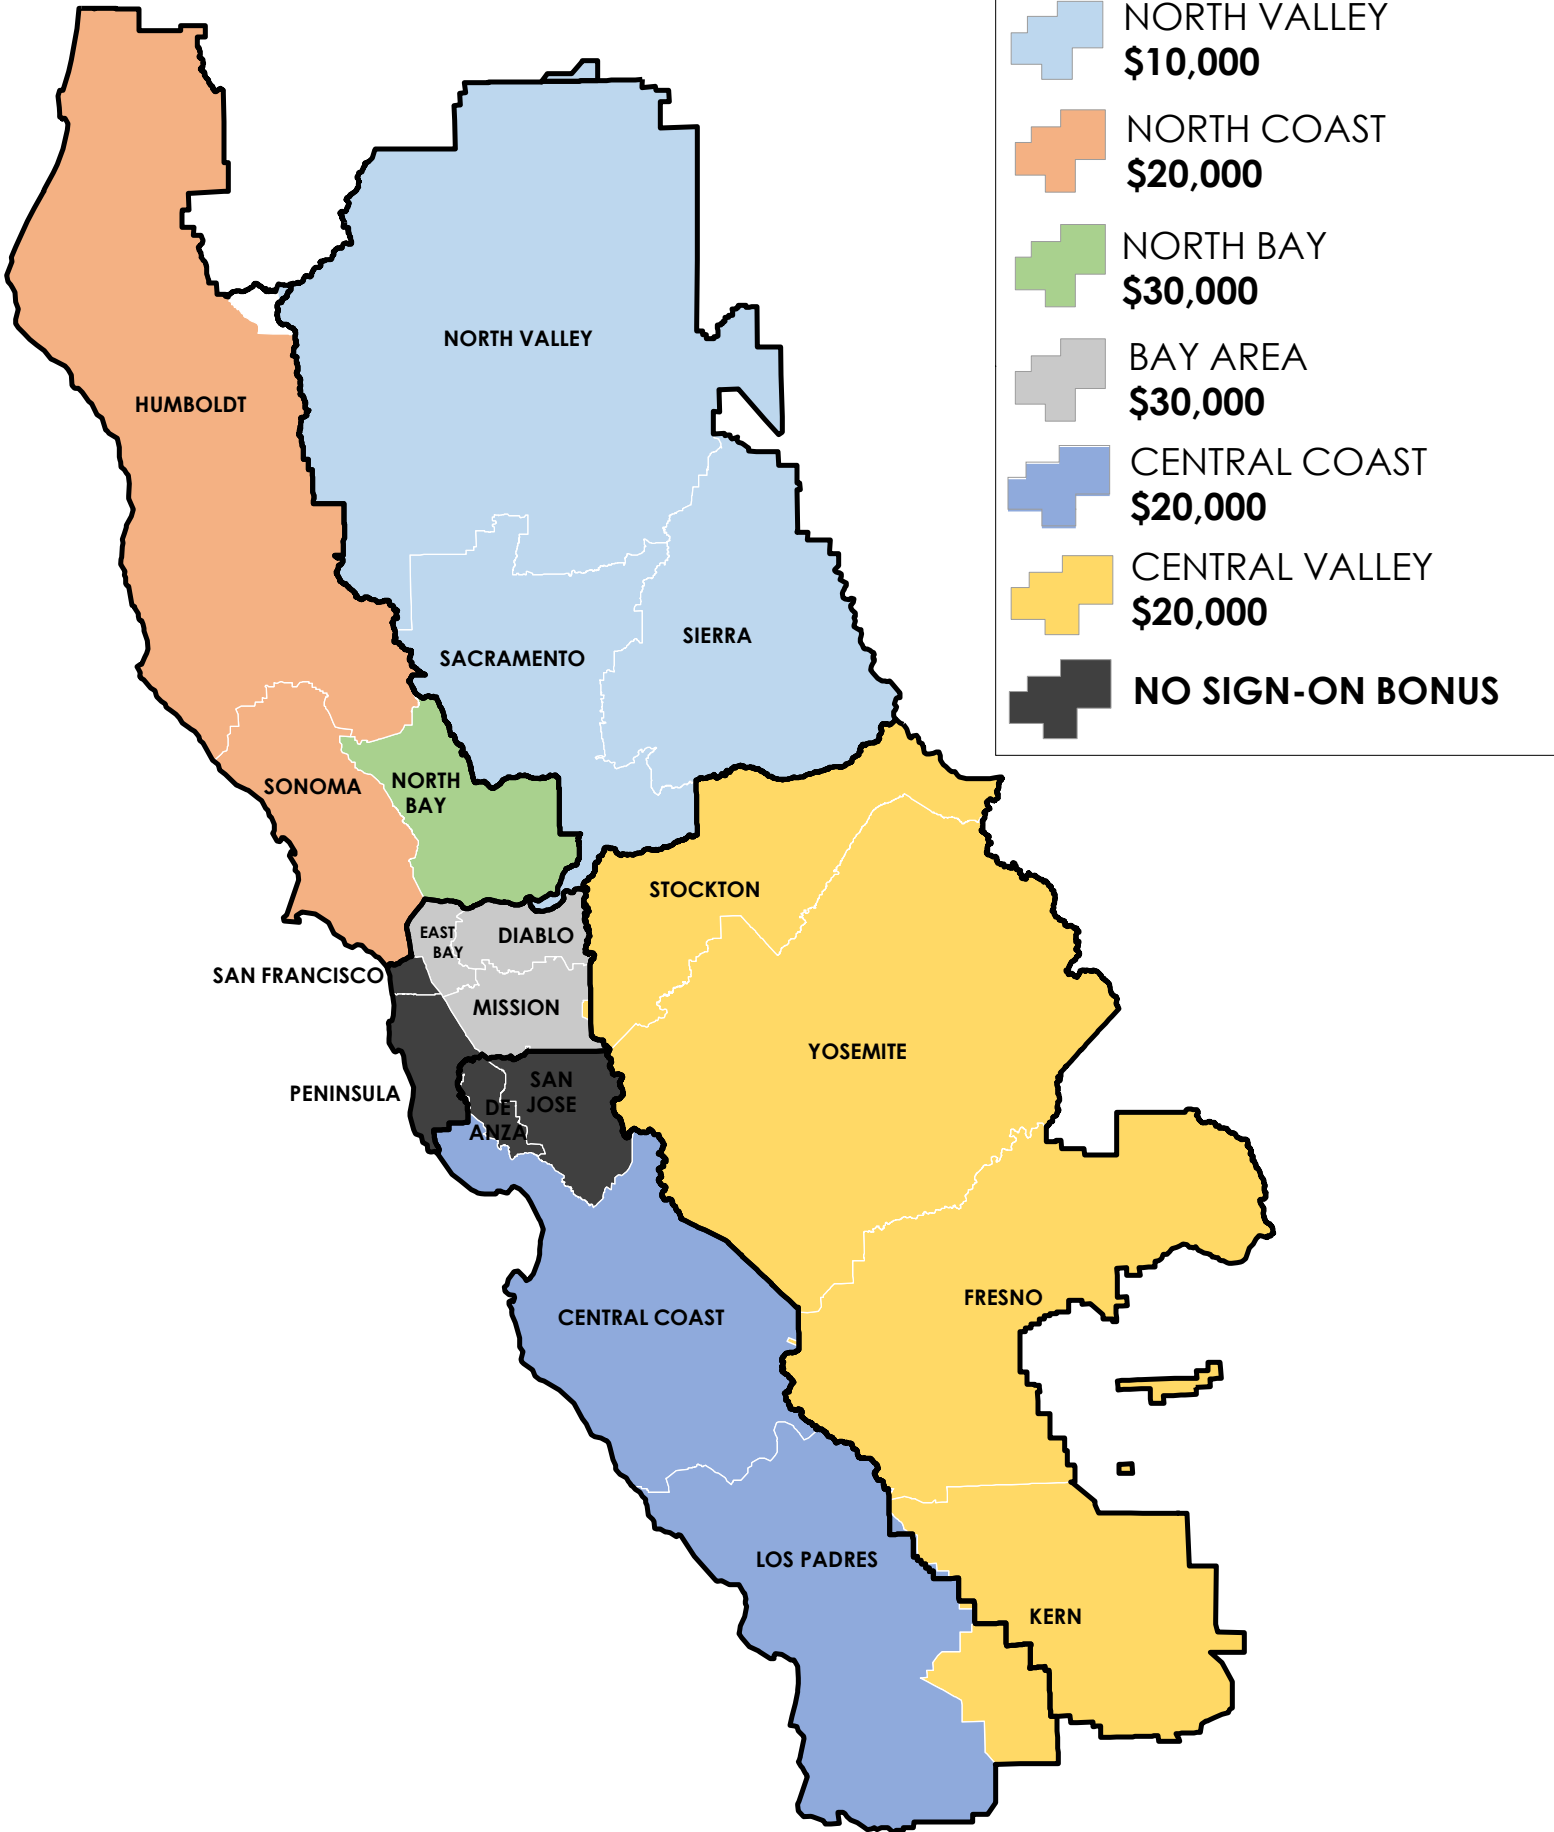 NORTH VALLEY
$10,000
NORTH COAST
$20,000
NORTH BAY
$30,000
BAY AREA
$30,000
CENTRAL COAST
$20,000
CENTRAL VALLEY
$20,000
NO SIGN-ON BONUS
NORTH VALLEY
HUMBOLDT
SIERRA
SACRAMENTO
SONOMA
NORTH
BAY
STOCKTON
EAST
BAY
DIABLO
SAN FRANCISCO
MISSION
YOSEMITE
PENINSULA
SAN
JOSE
DE
ANZA
FRESNO
CENTRAL COAST
LOS PADRES
KERN